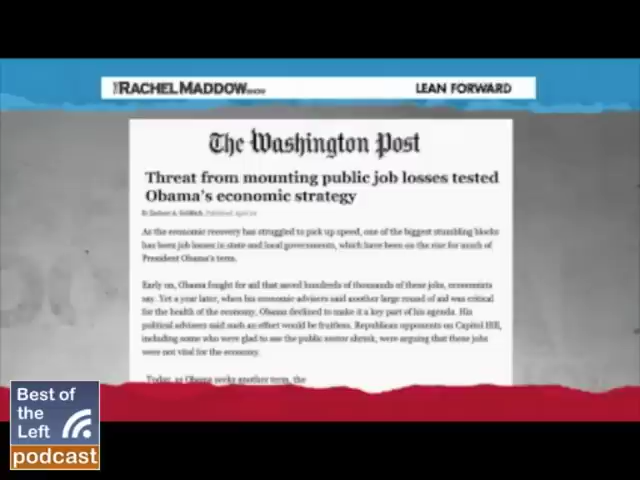 THE RACHEL MADDOW SHOW
LEAN FORWARD
The Washington Post
Threat from mounting public job losses tested
Obama's economic strategy
By Zachary A. Goldfarb, Published:
As the economic recovery has struggled to pick up speed, one of the biggest stumbling blocks
has been job losses in state and local governments, which have been on the rise for much of
President Obama's term.
Early on, Obama fought for aid that saved hundreds of thousands of these jobs, economists
say. Yet a year later, when his economic advisers said another large round of aid was critical
for the health of the economy, Obama declined to make it a key part of his agenda. His
political advisers said such an effort would be fruitless. Republican opponents on Capitol Hill,
including some who were glad to see the public sector shrink, were arguing that these jobs
were not vital for the economy.
Today, as Obama seeks another term, the
Best of
the
Left
podcast